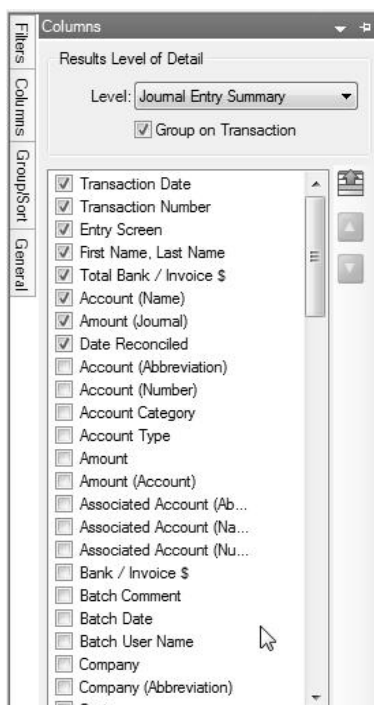 Columns
Filters
Columns
Group/Sort
General
Results Level of Detail
Level: Journal Entry Summary
Group on Transaction
Transaction Date
Transaction Number
Entry Screen
First Name, Last Name
Total Bank / Invoice $
Account (Name)
Amount (Journal)
Date Reconciled
Account (Abbreviation)
Account (Number)
Account Category
Account Type
Amount
Amount (Account)
Associated Account (Ab...
Associated Account (Na...
Associated Account (Nu...
Bank / Invoice $
Batch Comment
Batch Date
Batch User Name
Company
Company (Abbreviation)